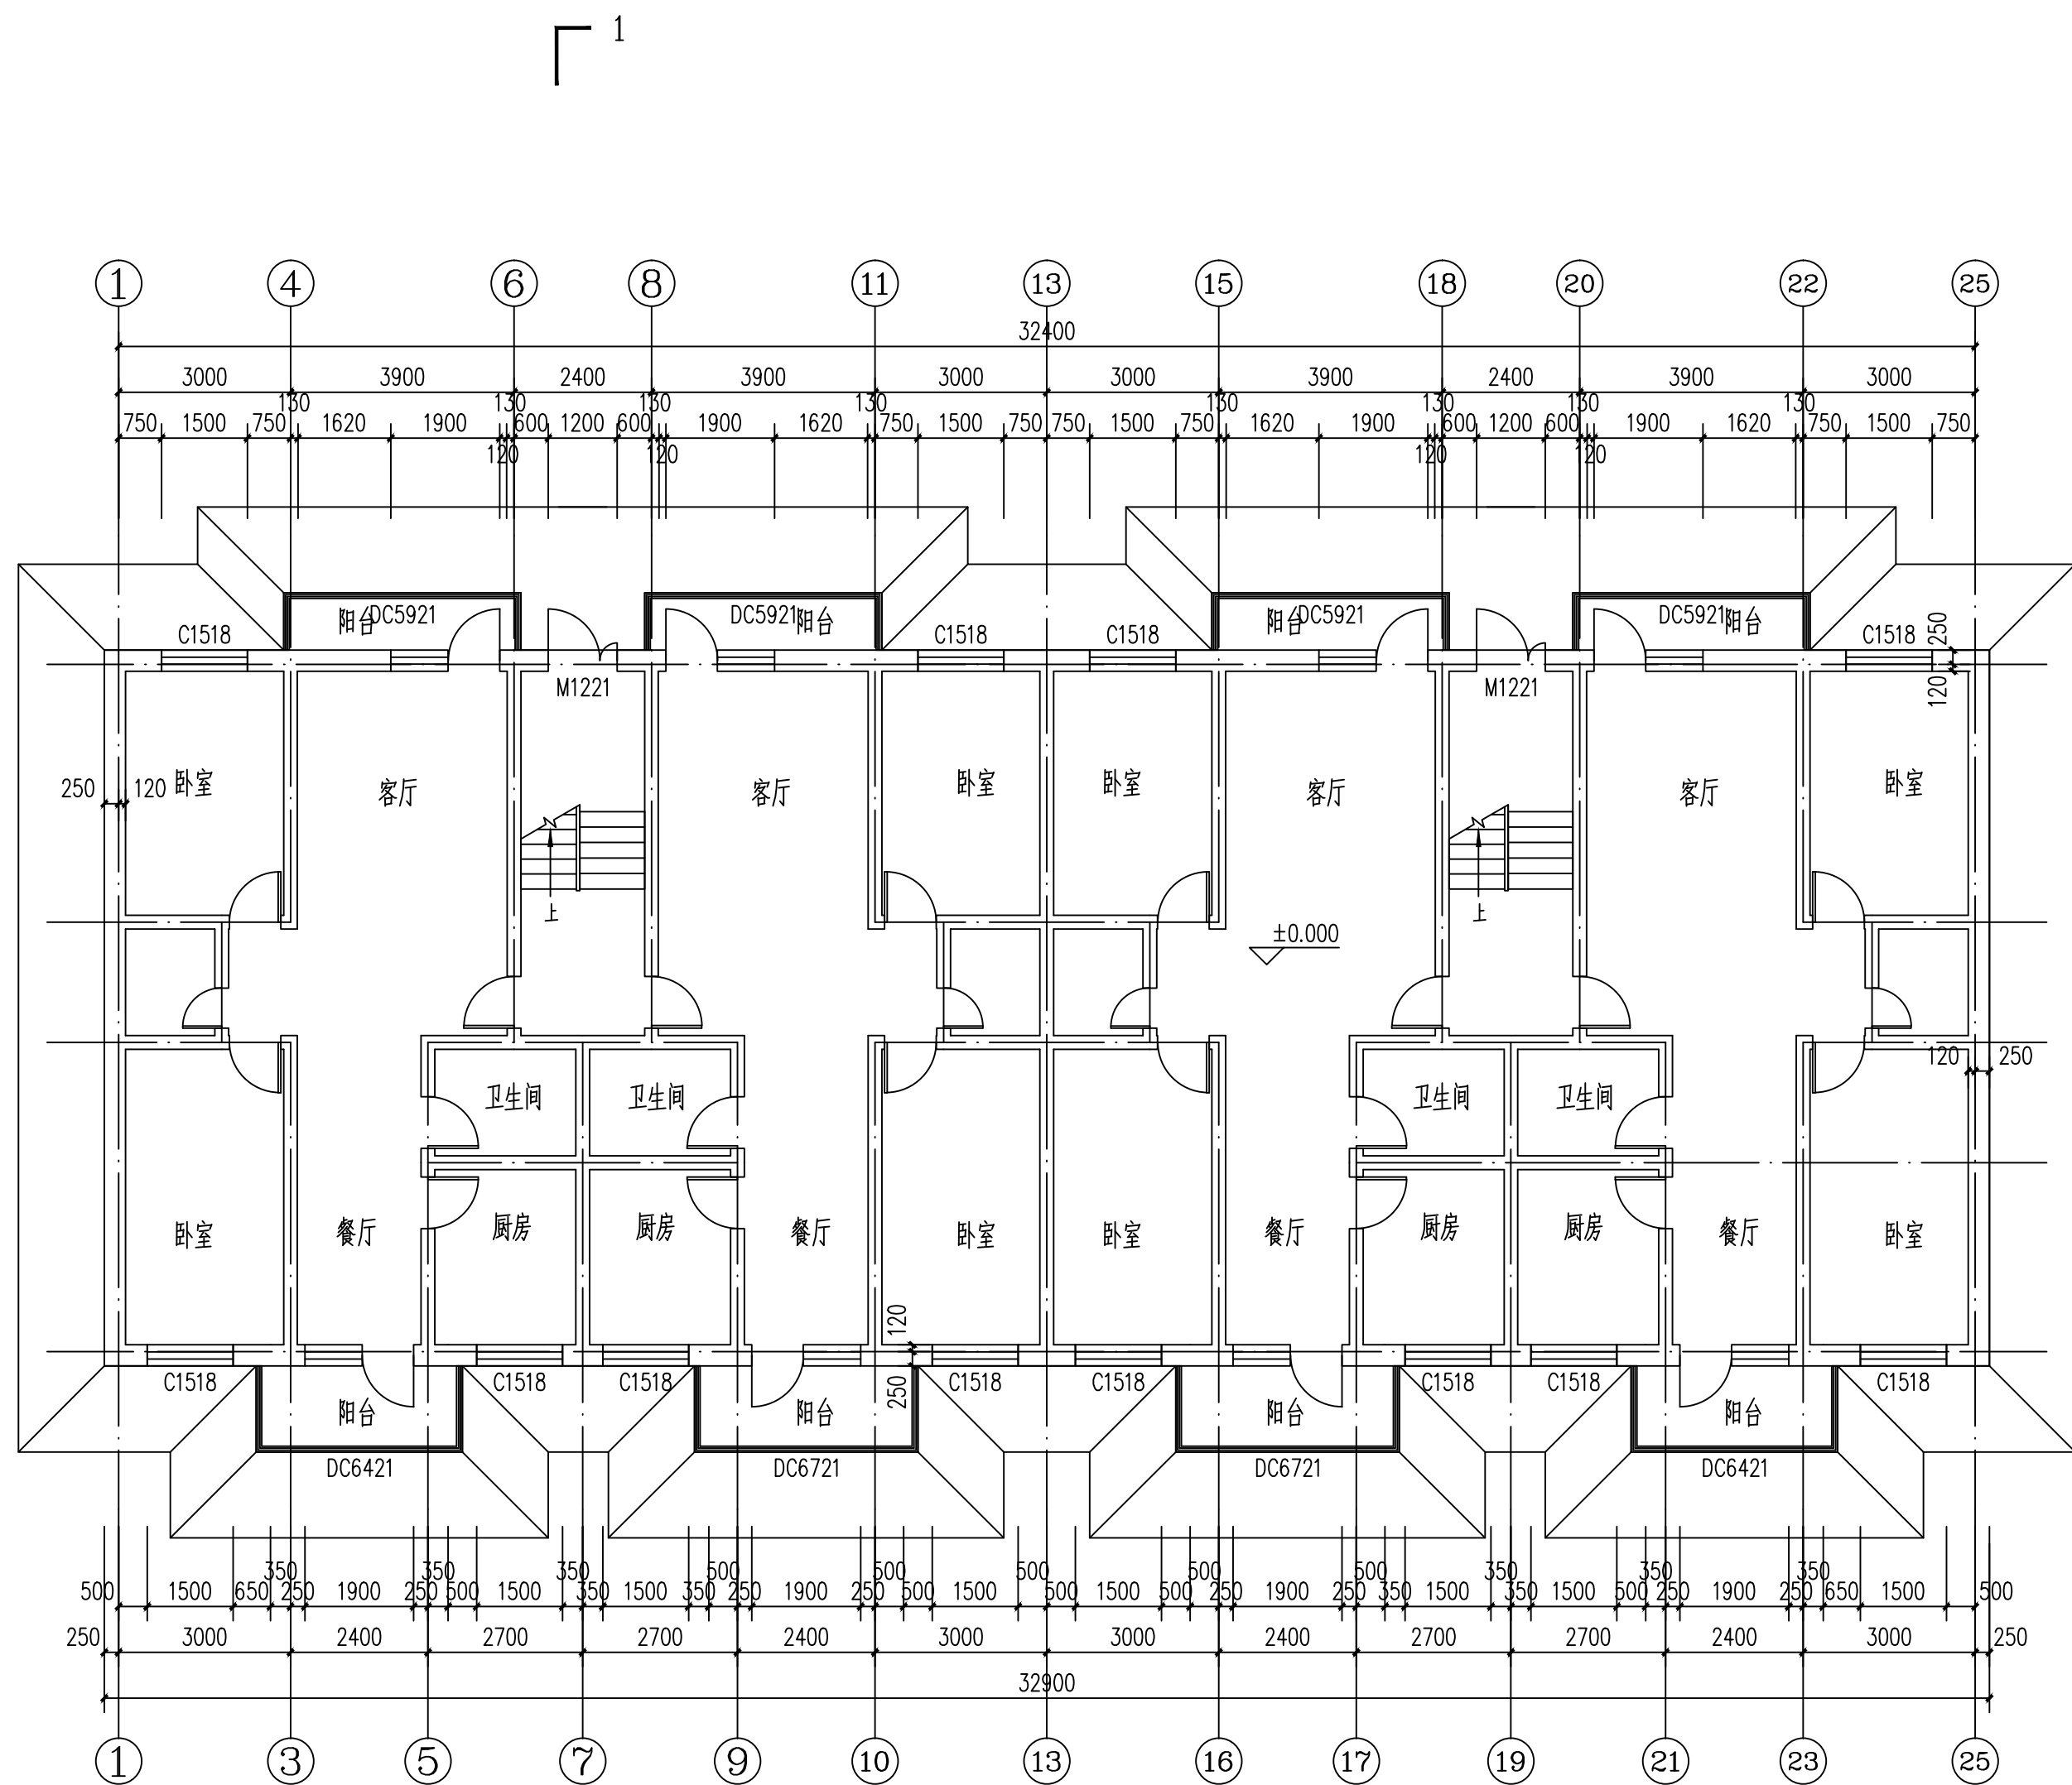 1
1 4 6 8 11 13 15 18 20 22 25
32400
3000 3900 2400 3900 3000 3000 3900 2400 3900 3000
130 130 130 130 130 130 130 130
750 1500 750 1620 1900 600 1200 600 1900 1620 750 1500 750 750 1500 750 1620 1900 600 1200 600 1900 1620 750 1500 750
120 120 120 120
阳台 DC5921 DC5921 阳台 阳台 DC5921 DC5921 阳台
C1518 C1518 C1518 C1518 250
M1221 M1221 120
250 120 卧室 客厅 客厅 卧室 卧室 客厅 客厅 卧室
上 上
±0.000
120 250
卫生间 卫生间 卫生间 卫生间
卧室 餐厅 厨房 厨房 餐厅 卧室 卧室 餐厅 厨房 厨房 餐厅 卧室
120
250
C1518 C1518 C1518 C1518 C1518 C1518 C1518 C1518
阳台 阳台 阳台 阳台
DC6421 DC6721 DC6721 DC6421
350 350 350 500 500 500 500 500 350 350 350
500 1500 650 250 1900 250 500 1500 350 1500 350 250 1900 250 500 1500 500 1500 500 250 1900 250 350 1500 350 1500 500 250 1900 250 650 1500 500
250 3000 2400 2700 2700 2400 3000 3000 2400 2700 2700 2400 3000 250
32900
1 3 5 7 9 10 13 16 17 19 21 23 25